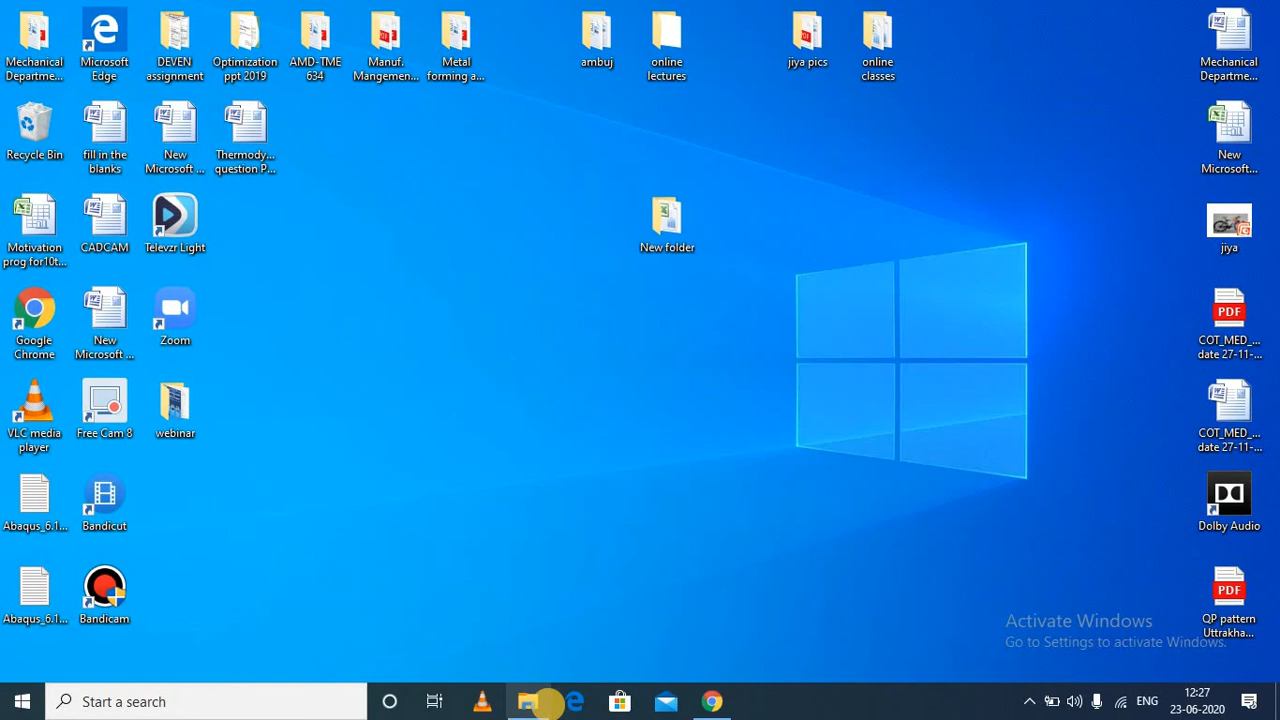 Mechanical
Departme...
Microsoft
Edge
DEVEN
assignment
Optimization
ppt 2019
AMD-TME
634
Manuf.
Mangemen...
Metal
forming a...
ambuj
online
lectures
jiya pics
online
classes
Mechanical
Departme...
Recycle Bin
fill in the
blanks
New
Microsoft ...
Thermody...
question P...
New
Microsoft...
Motivation
prog for10t...
CADCAM
Televzr Light
New folder
jiya
Google
Chrome
New
Microsoft ...
Zoom
PDF
COT_MED_...
date 27-11-...
VLC media
player
Free Cam 8
webinar
COT_MED_...
date 27-11-...
Abaqus_6.1...
Bandicut
Dolby Audio
Abaqus_6.1...
Bandicam
PDF
QP pattern
Uttrakha...
Activate Windows
Go to Settings to activate Windows.
Start a search
ENG
12:27
23-06-2020